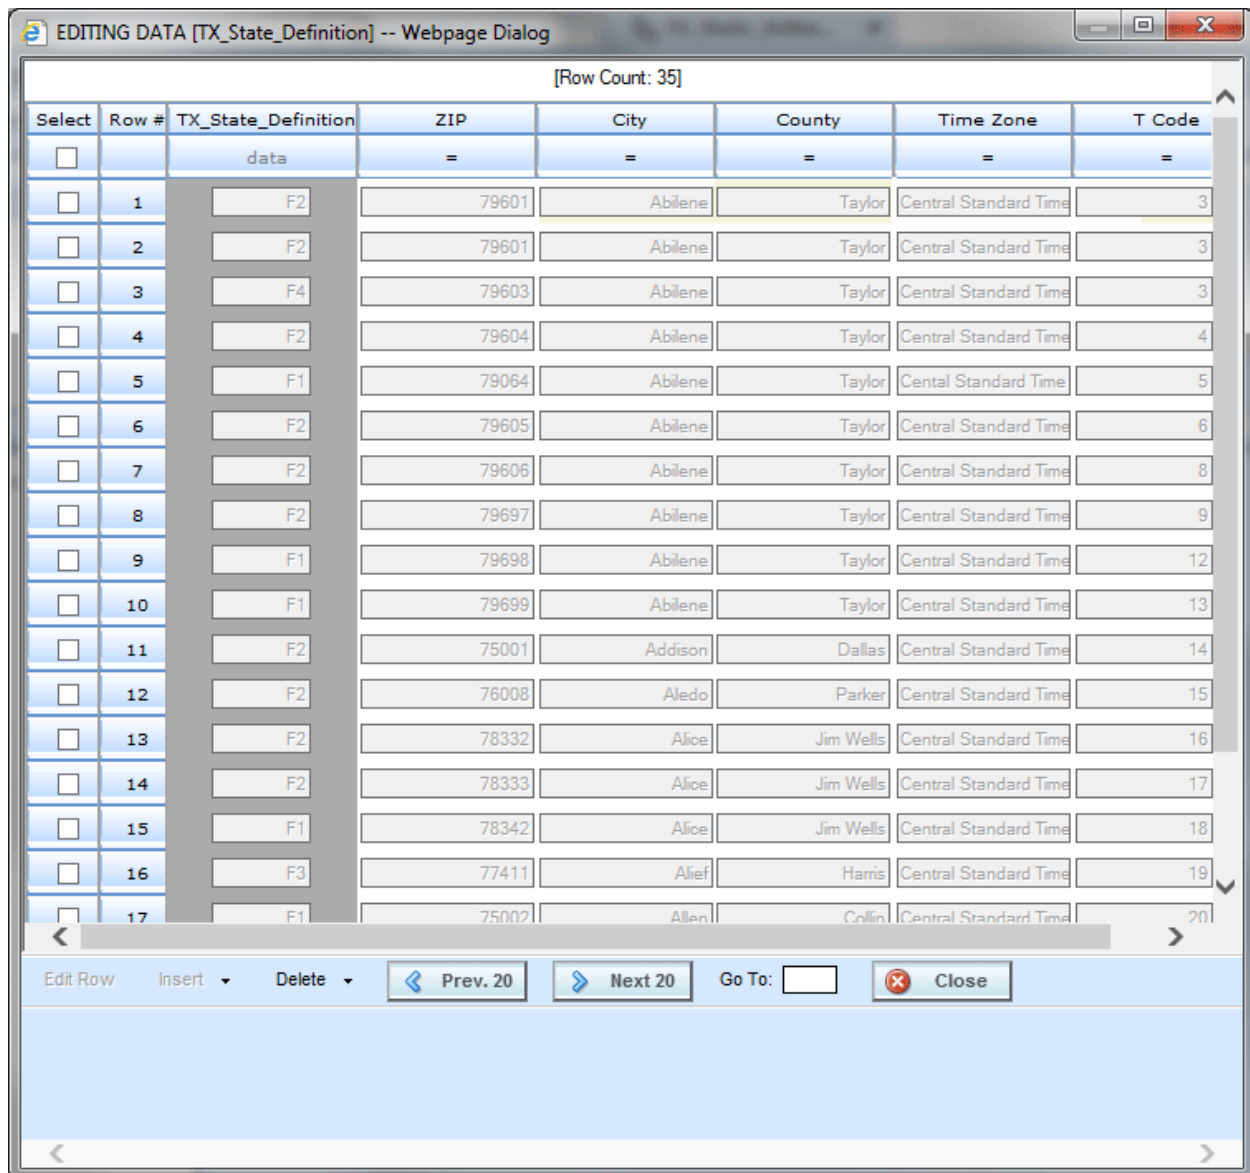 EDITING DATA [TX_State_Definition] -- Webpage Dialog
[Row Count: 35]
Select Row # TX_State_Definition ZIP City County Time Zone T Code
data = = = = =
1 F2 79601 Abilene Taylor Central Standard Time 3
2 F2 79601 Abilene Taylor Central Standard Time 3
3 F4 79603 Abilene Taylor Central Standard Time 3
4 F2 79604 Abilene Taylor Central Standard Time 4
5 F1 79064 Abilene Taylor Cental Standard Time 5
6 F2 79605 Abilene Taylor Central Standard Time 6
7 F2 79606 Abilene Taylor Central Standard Time 8
8 F2 79697 Abilene Taylor Central Standard Time 9
9 F1 79698 Abilene Taylor Central Standard Time 12
10 F1 79699 Abilene Taylor Central Standard Time 13
11 F2 75001 Addison Dallas Central Standard Time 14
12 F2 76008 Aledo Parker Central Standard Time 15
13 F2 78332 Alice Jim Wells Central Standard Time 16
14 F2 78333 Alice Jim Wells Central Standard Time 17
15 F1 78342 Alice Jim Wells Central Standard Time 18
16 F3 77411 Alief Harris Central Standard Time 19
17 F1 75002 Allen Collin Central Standard Time 20
Edit Row Insert Delete Prev. 20 Next 20 Go To: Close